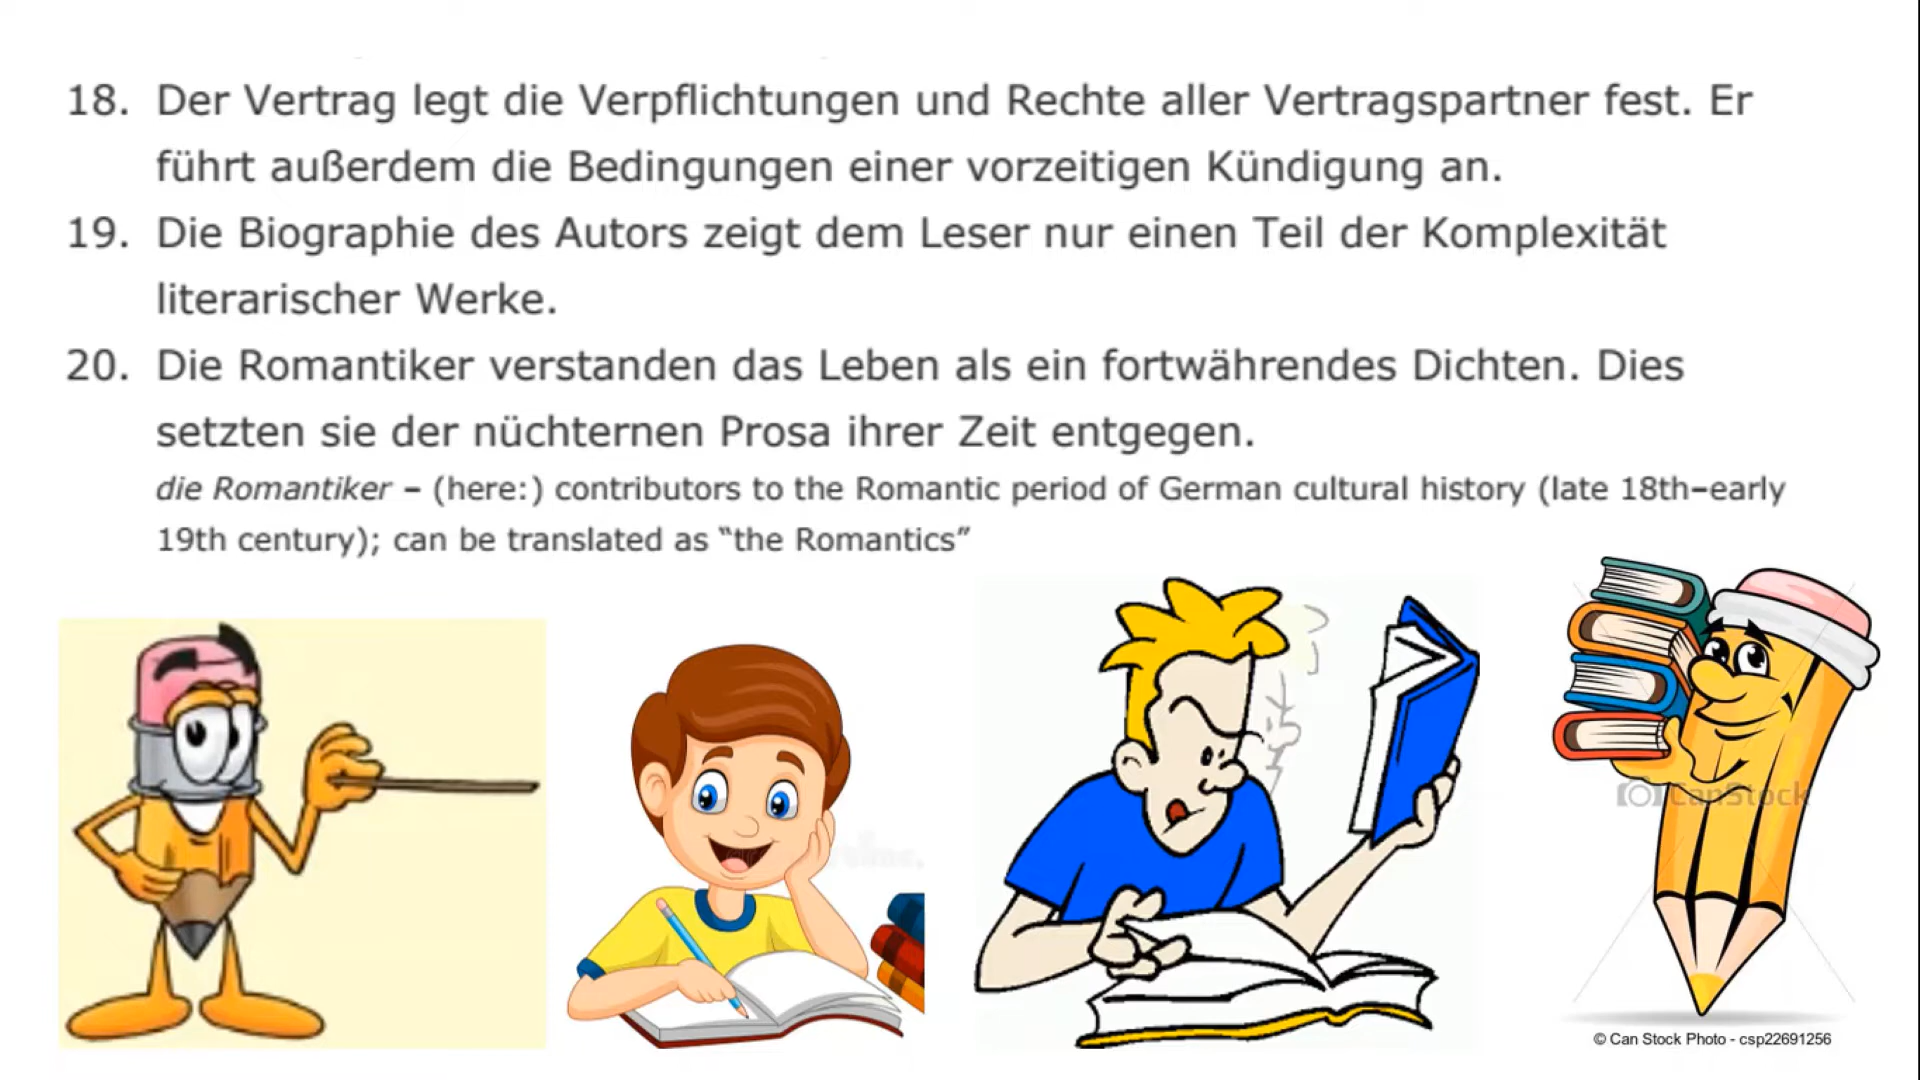 18. Der Vertrag legt die Verpflichtungen und Rechte aller Vertragspartner fest. Er
führt außerdem die Bedingungen einer vorzeitigen Kündigung an.
19. Die Biographie des Autors zeigt dem Leser nur einen Teil der Komplexität
literarischer Werke.
20. Die Romantiker verstanden das Leben als ein fortwährendes Dichten. Dies
setzten sie der nüchternen Prosa ihrer Zeit entgegen.
die Romantiker – (here:) contributors to the Romantic period of German cultural history (late 18th–early
19th century); can be translated as “the Romantics”
CanStock
© Can Stock Photo - csp22691256